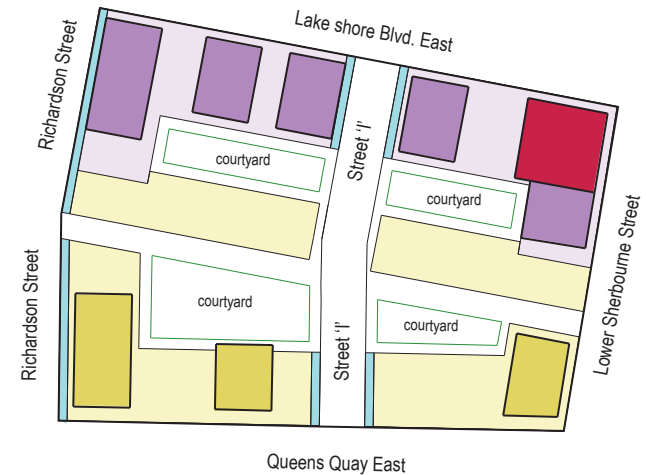 Lake shore Blvd. East
Richardson Street
Street 'I'
courtyard
courtyard
Lower Sherbourne Street
Richardson Street
courtyard
courtyard
Street 'I'
Queens Quay East